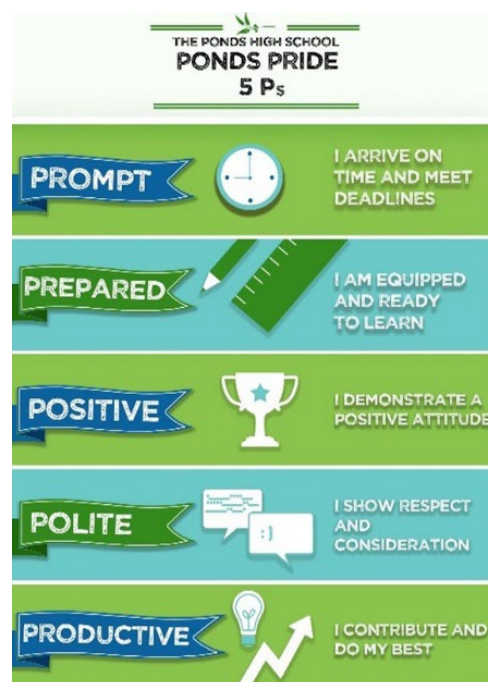 THE PONDS HIGH SCHOOL
PONDS PRIDE
5 Ps
PROMPT
I ARRIVE ON
TIME AND MEET
DEADLINES
PREPARED
I AM EQUIPPED
AND READY
TO LEARN
POSITIVE
I DEMONSTRATE A
POSITIVE ATTITUDE
POLITE
:)
I SHOW RESPECT
AND
CONSIDERATION
PRODUCTIVE
I CONTRIBUTE AND
DO MY BEST